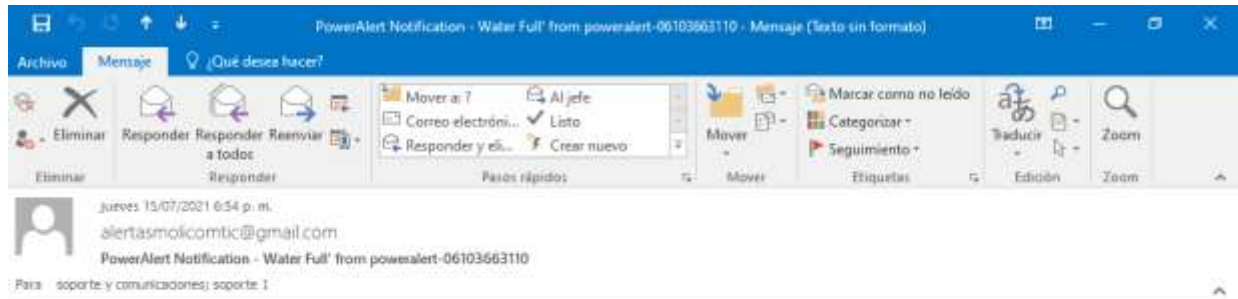 PowerAlert Notification - Water Full' from poweralert-06103663110 - Mensaje (Texto sin formato)
Archivo Mensaje ¿Qué desea hacer?
Mover a: ? Al jefe Marcar como no leído
Correo electróni... Listo Categorizar
Eliminar Responder Responder a todos Reenviar Responder y eli... Crear nuevo Mover Seguimiento Traducir Zoom
Eliminar Responder Pasos rápidos Mover Etiquetas Edición Zoom
jueves 15/07/2021 6:54 p. m.
alertasmolicomtic@gmail.com
PowerAlert Notification - Water Full' from poweralert-06103663110
Para soporte y comunicaciones; soporte 1